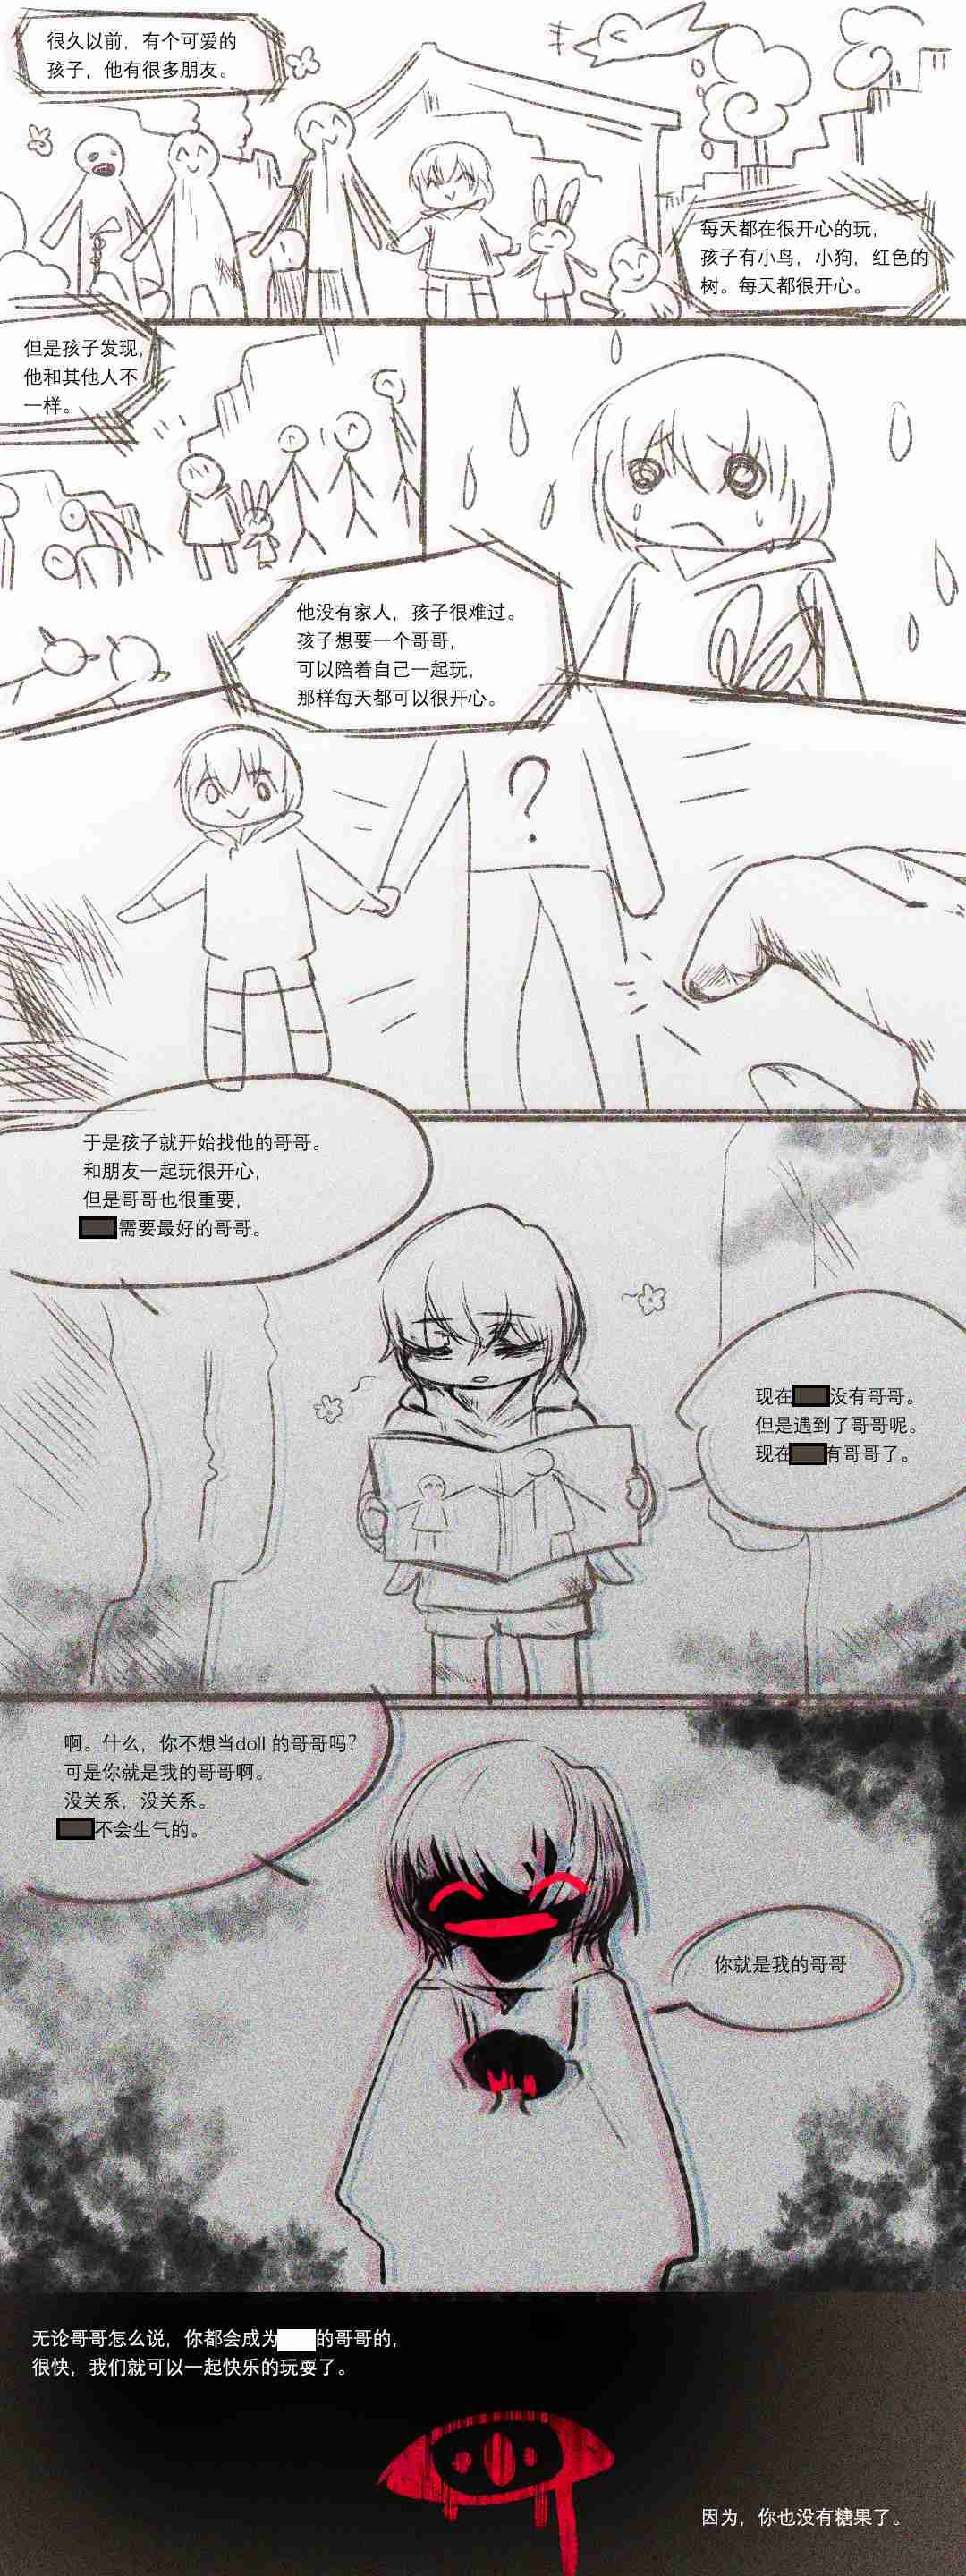 很久以前，有个可爱的
孩子，他有很多朋友。
每天都在很开心的玩，
孩子有小鸟，小狗，红色的
树。每天都很开心。
但是孩子发现，
他和其他人不
一样。
他没有家人，孩子很难过。
孩子想要一个哥哥，
可以陪着自己一起玩，
那样每天都可以很开心。
?
于是孩子就开始找他的哥哥。
和朋友一起玩很开心，
但是哥哥也很重要，
需要最好的哥哥。
现在 没有哥哥。
但是遇到了哥哥呢。
现在 有哥哥了。
啊。什么，你不想当doll 的哥哥吗？
可是你就是我的哥哥啊。
没关系，没关系。
不会生气的。
你就是我的哥哥
无论哥哥怎么说，你都会成为 的哥哥的，
很快，我们就可以一起快乐的玩耍了。
因为，你也没有糖果了。